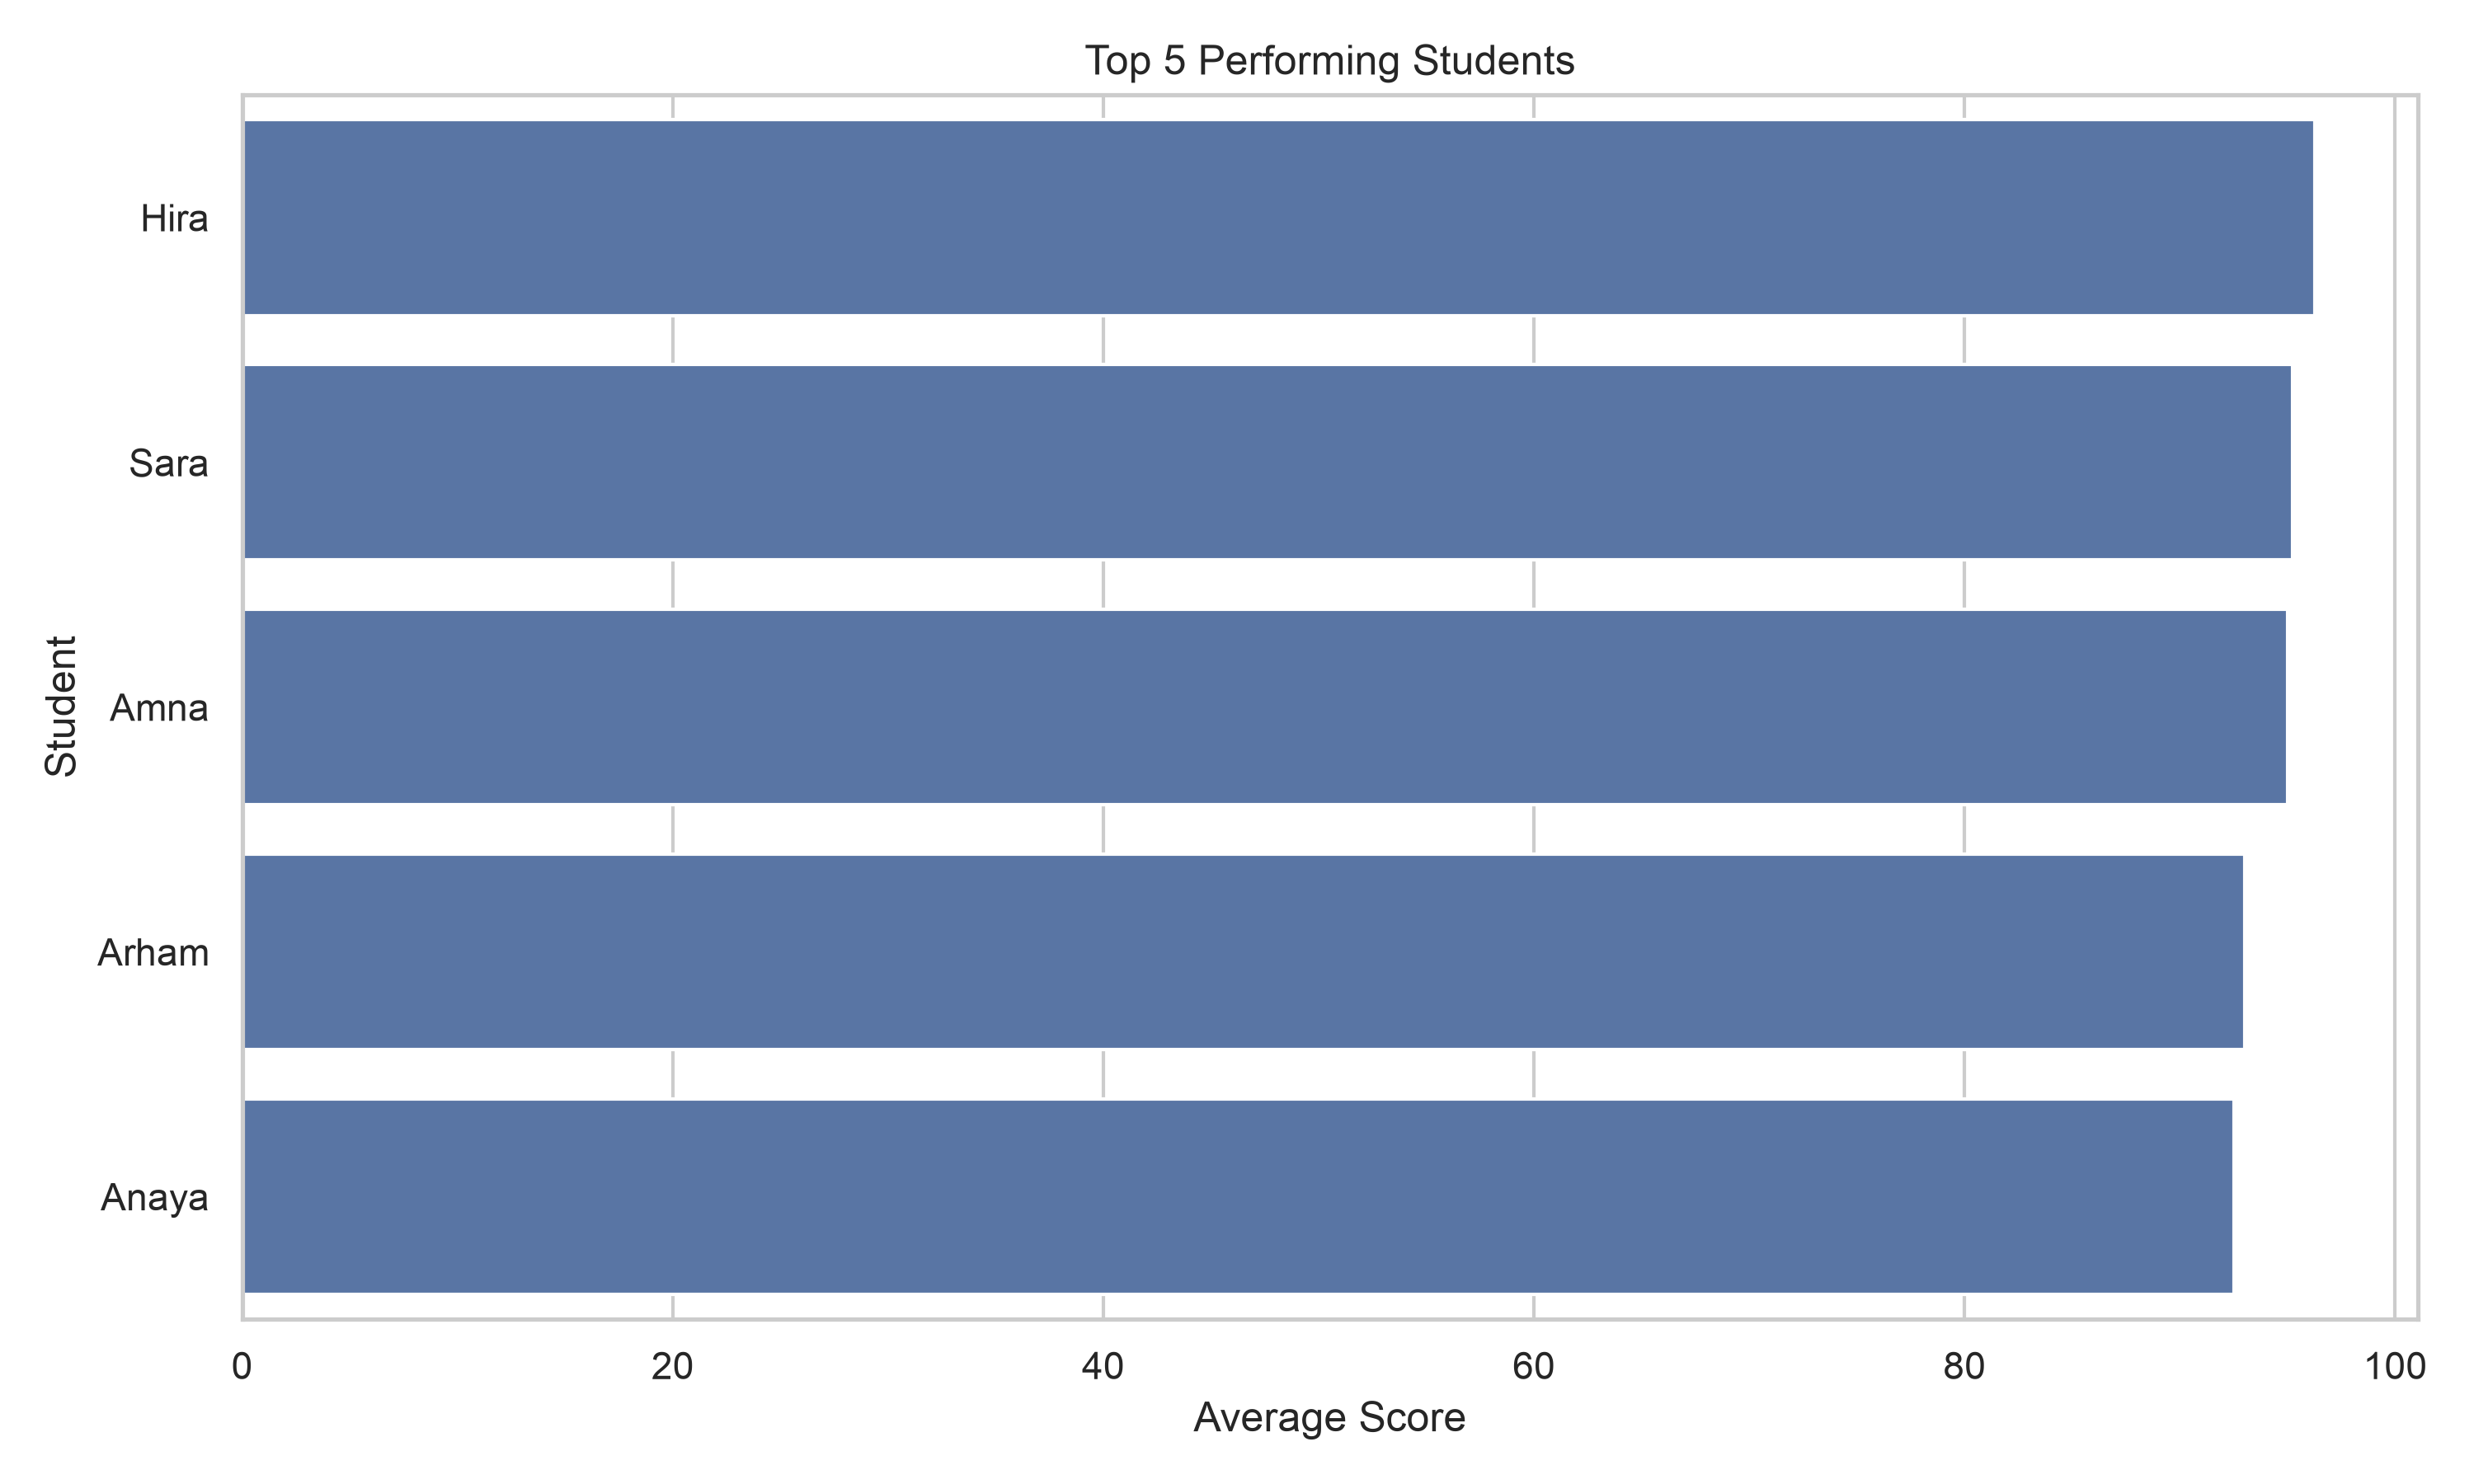 Top 5 Performing Students
Student
Hira
Sara
Amna
Arham
Anaya
0 20 40 60 80 100
Average Score